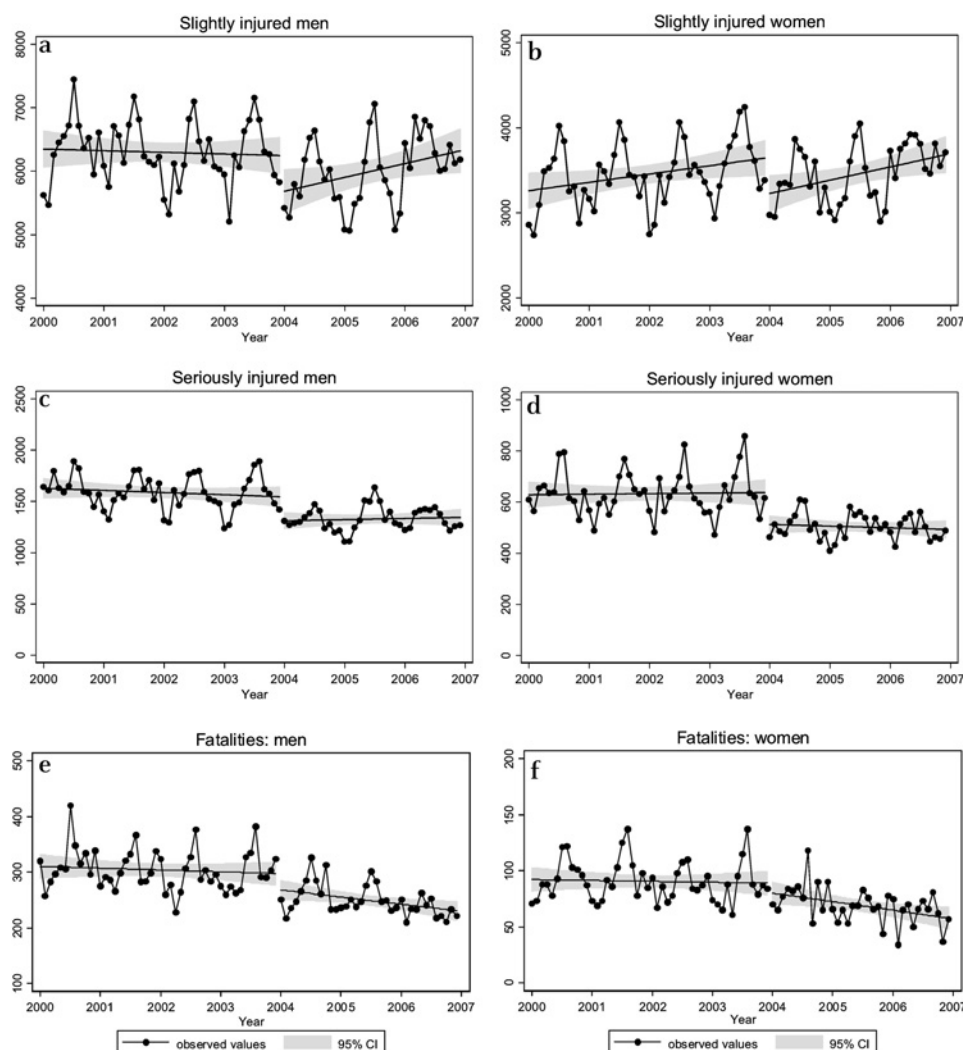 Slightly injured men
a
8000
7000
6000
5000
4000
2000 2001 2002 2003 2004 2005 2006 2007
Year
Slightly injured women
b
5000
4000
3000
2000
2000 2001 2002 2003 2004 2005 2006 2007
Year
Seriously injured men
c
2500
2000
1500
1000
500
0
2000 2001 2002 2003 2004 2005 2006 2007
Year
Seriously injured women
d
1000
800
600
400
200
0
2000 2001 2002 2003 2004 2005 2006 2007
Year
Fatalities: men
e
500
400
300
200
100
2000 2001 2002 2003 2004 2005 2006 2007
Year
observed values 95% CI
Fatalities: women
f
200
150
100
50
0
2000 2001 2002 2003 2004 2005 2006 2007
Year
observed values 95% CI